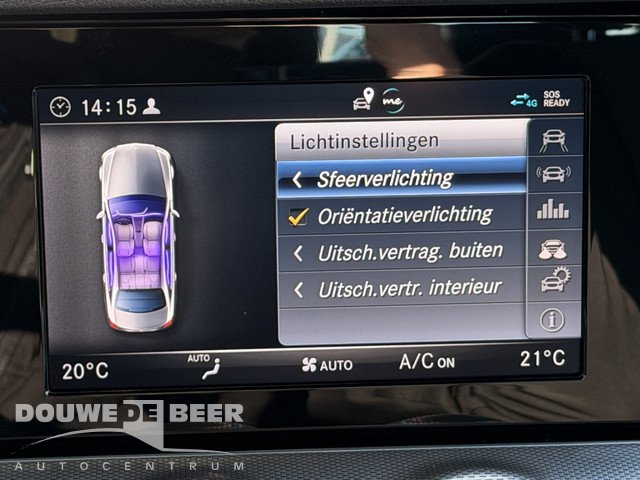 14:15
me
4G
SOS
READY
Lichtinstellingen
Sfeerverlichting
Oriëntatieverlichting
Uitsch.vertrag. buiten
Uitsch.vertr. interieur
20°C
AUTO
AUTO
A/C ON
21°C
DOUWE DE BEER
AUTOCENTRUM